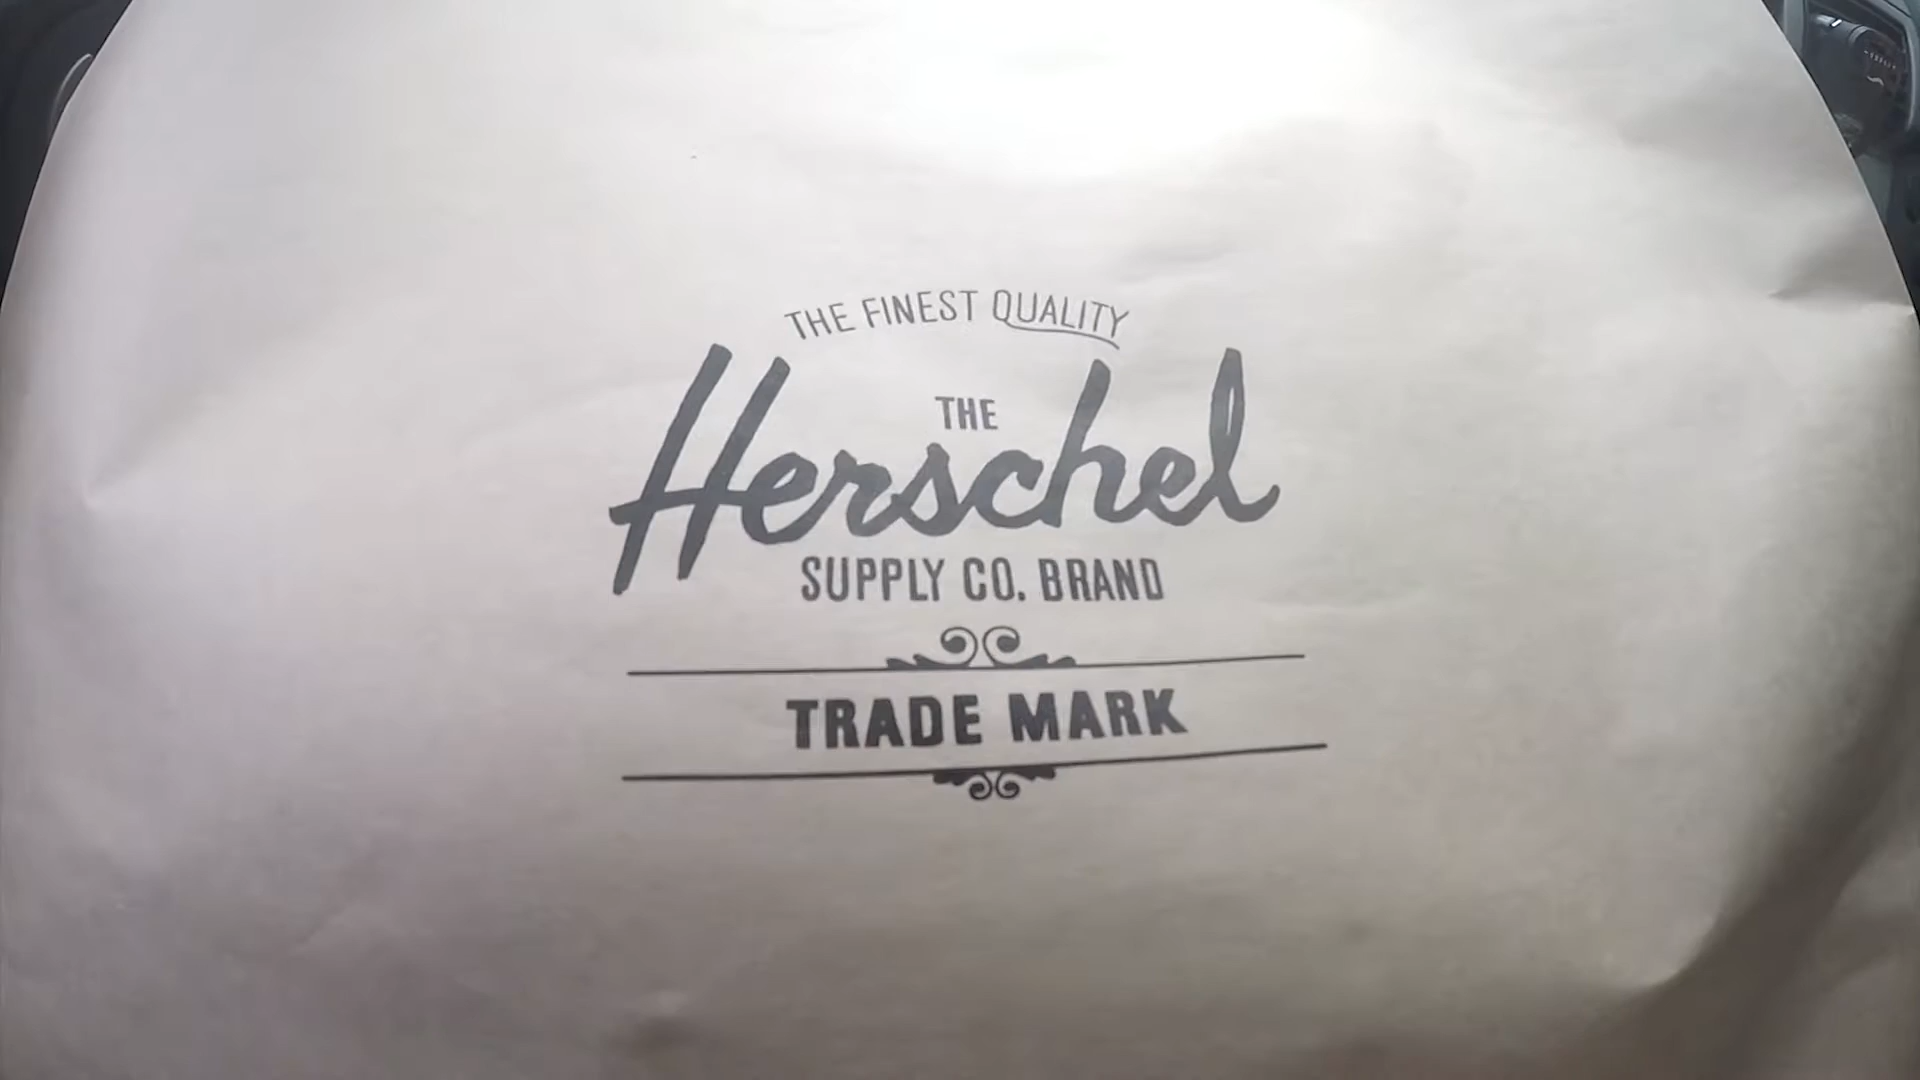 THE FINEST QUALITY
THE
Herschel
SUPPLY CO. BRAND
TRADE MARK